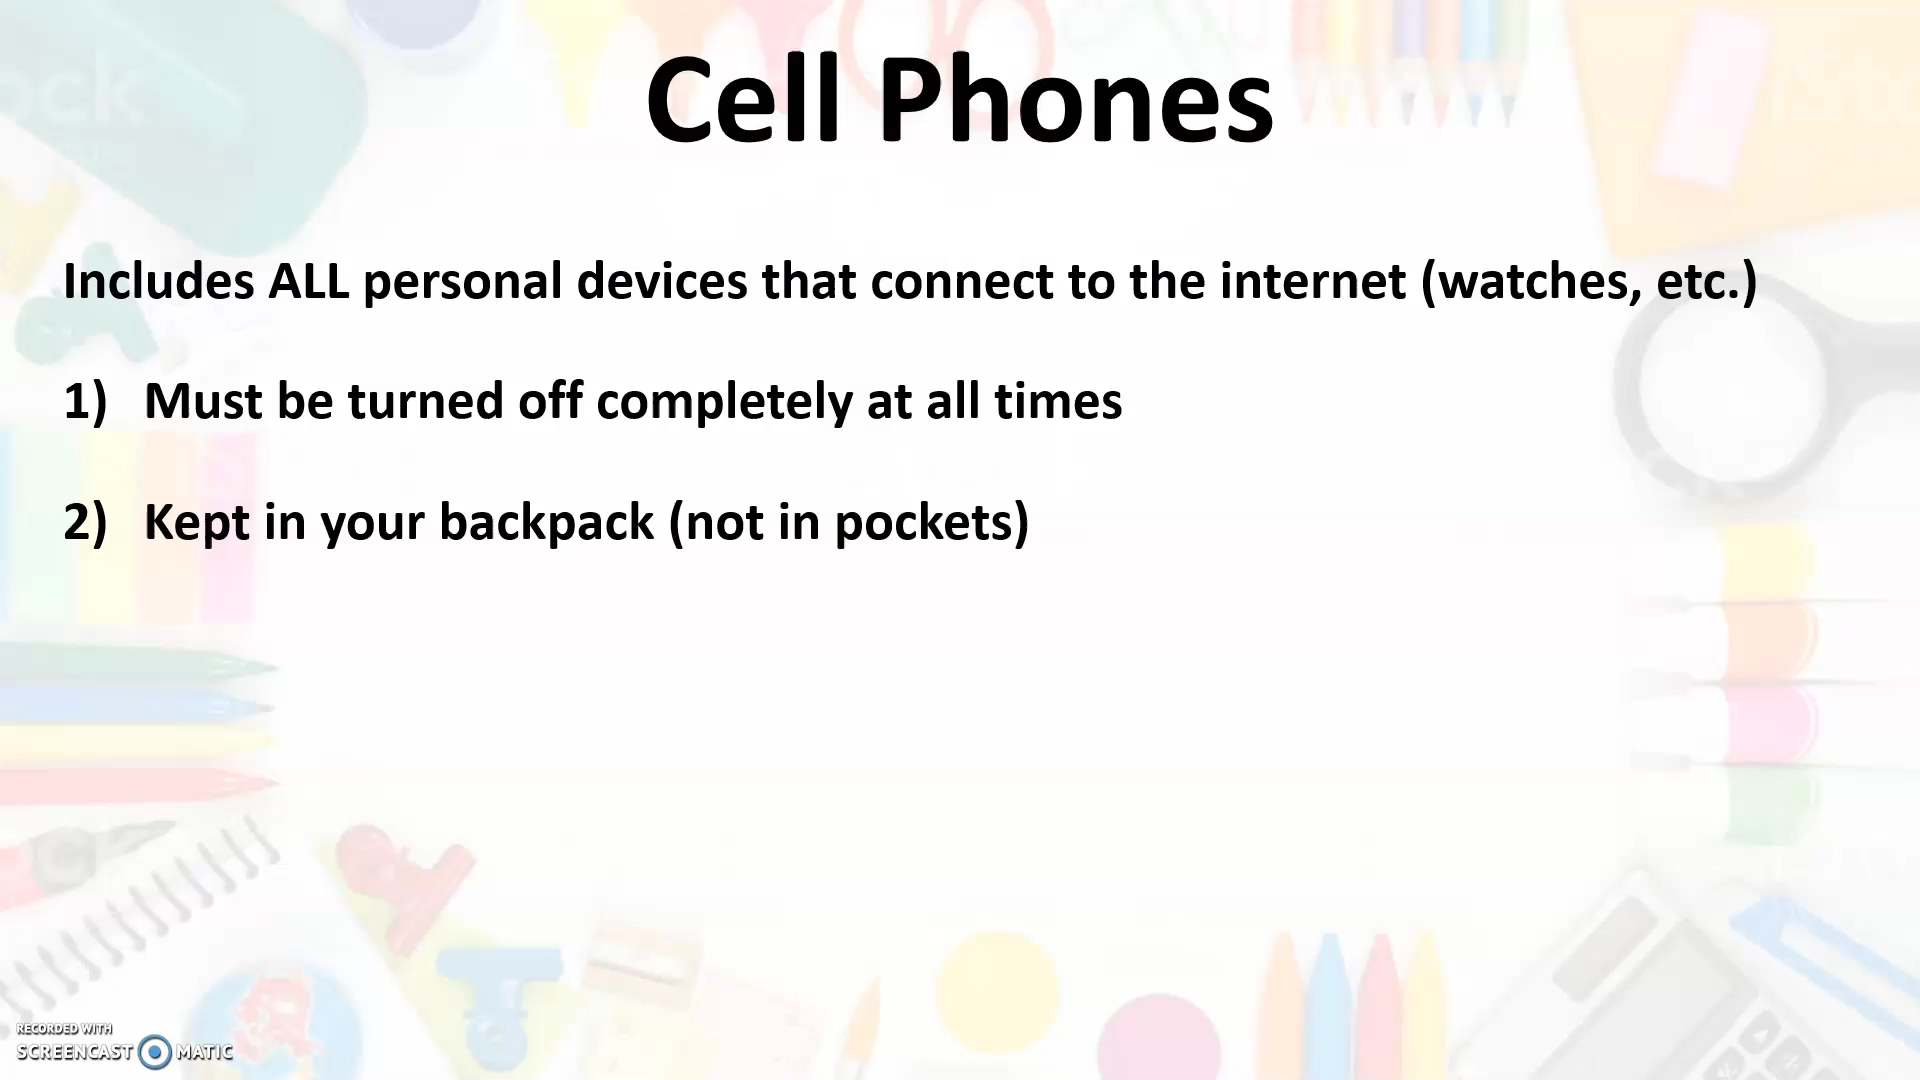 Cell Phones
Includes ALL personal devices that connect to the internet (watches, etc.)
1) Must be turned off completely at all times
2) Kept in your backpack (not in pockets)
RECORDED WITH
SCREENCAST MATIC